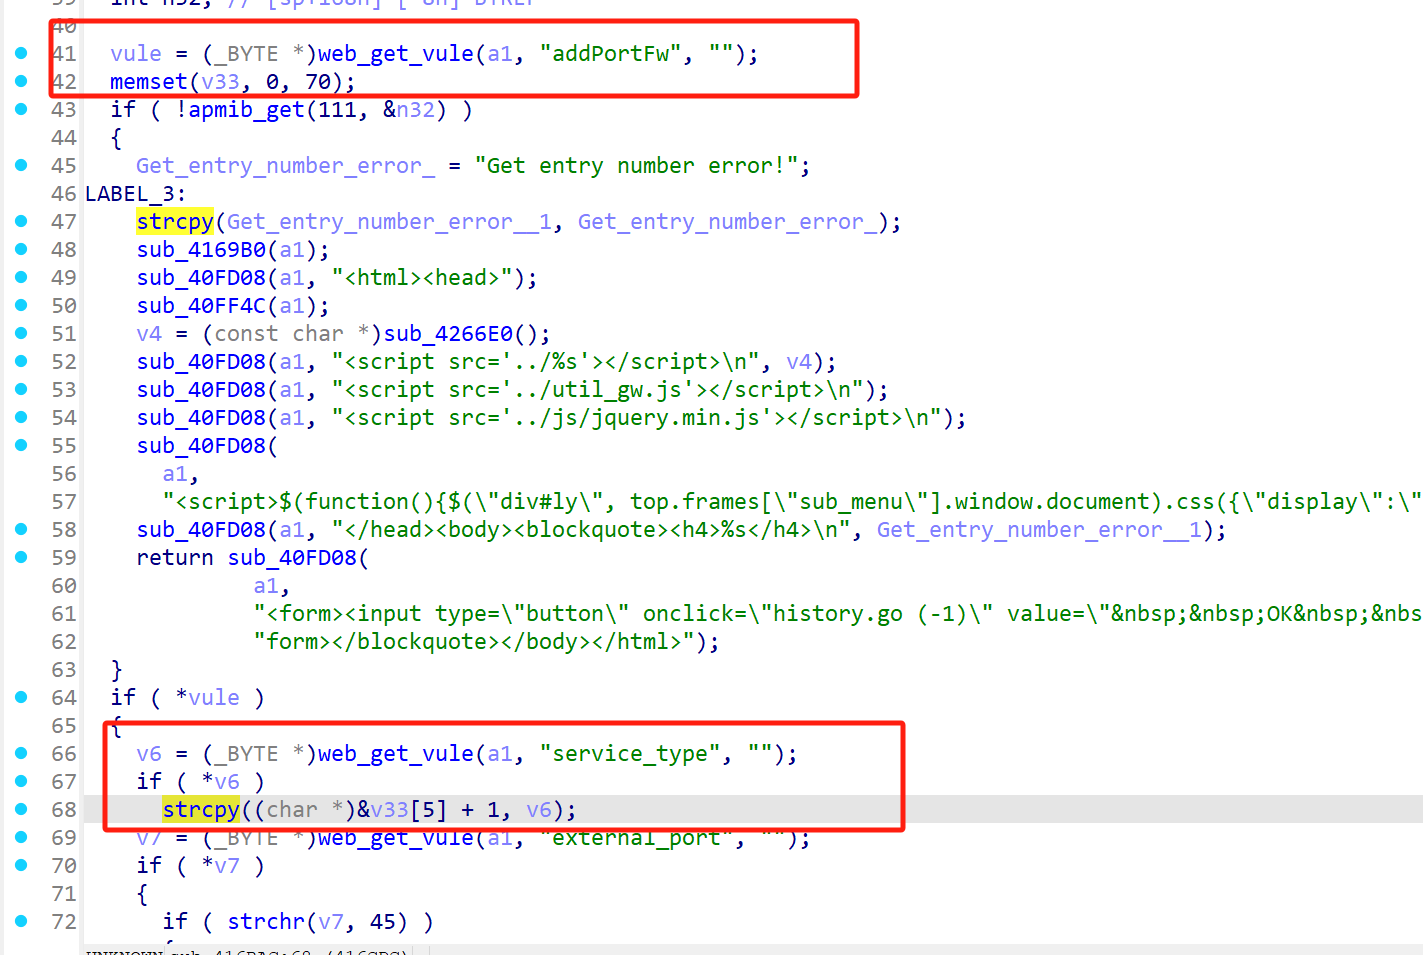 40
41 vule = (_BYTE *)web_get_vule(a1, "addPortFw", "");
42 memset(v33, 0, 70);
43 if ( !apmib_get(111, &n32) )
44 {
45 Get_entry_number_error_ = "Get entry number error!";
46 LABEL_3:
47 strcpy(Get_entry_number_error__1, Get_entry_number_error_);
48 sub_4169B0(a1);
49 sub_40FD08(a1, "<html><head>");
50 sub_40FF4C(a1);
51 v4 = (const char *)sub_4266E0();
52 sub_40FD08(a1, "<script src='../%s'></script>\n", v4);
53 sub_40FD08(a1, "<script src='../util_gw.js'></script>\n");
54 sub_40FD08(a1, "<script src='../js/jquery.min.js'></script>\n");
55 sub_40FD08(
56 a1,
57 "<script>$(function(){$(\"div#ly\", top.frames[\"sub_menu\"].window.document).css({\"display\":\"
58 sub_40FD08(a1, "</head><body><blockquote><h4>%s</h4>\n", Get_entry_number_error__1);
59 return sub_40FD08(
60 a1,
61 "<form><input type=\"button\" onclick=\"history.go (-1)\" value=\"&nbsp;&nbsp;OK&nbsp;&nbs
62 "form></blockquote></body></html>");
63 }
64 if ( *vule )
65 {
66 v6 = (_BYTE *)web_get_vule(a1, "service_type", "");
67 if ( *v6 )
68 strcpy((char *)&v33[5] + 1, v6);
69 v7 = (_BYTE *)web_get_vule(a1, "external_port", "");
70 if ( *v7 )
71 {
72 if ( strchr(v7, 45) )